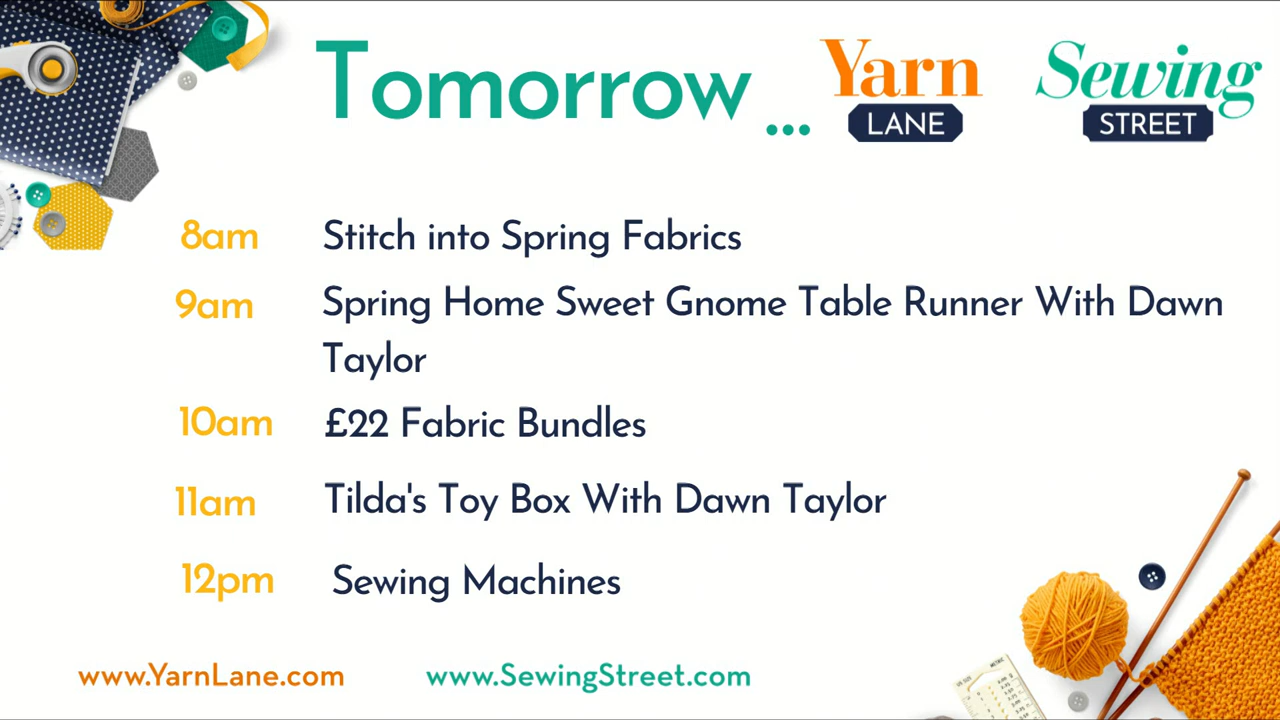 Tomorrow ...
Yarn
LANE
Sewing
STREET
8am Stitch into Spring Fabrics
9am Spring Home Sweet Gnome Table Runner With Dawn
Taylor
10am £22 Fabric Bundles
11am Tilda's Toy Box With Dawn Taylor
12pm Sewing Machines
www.YarnLane.com www.SewingStreet.com